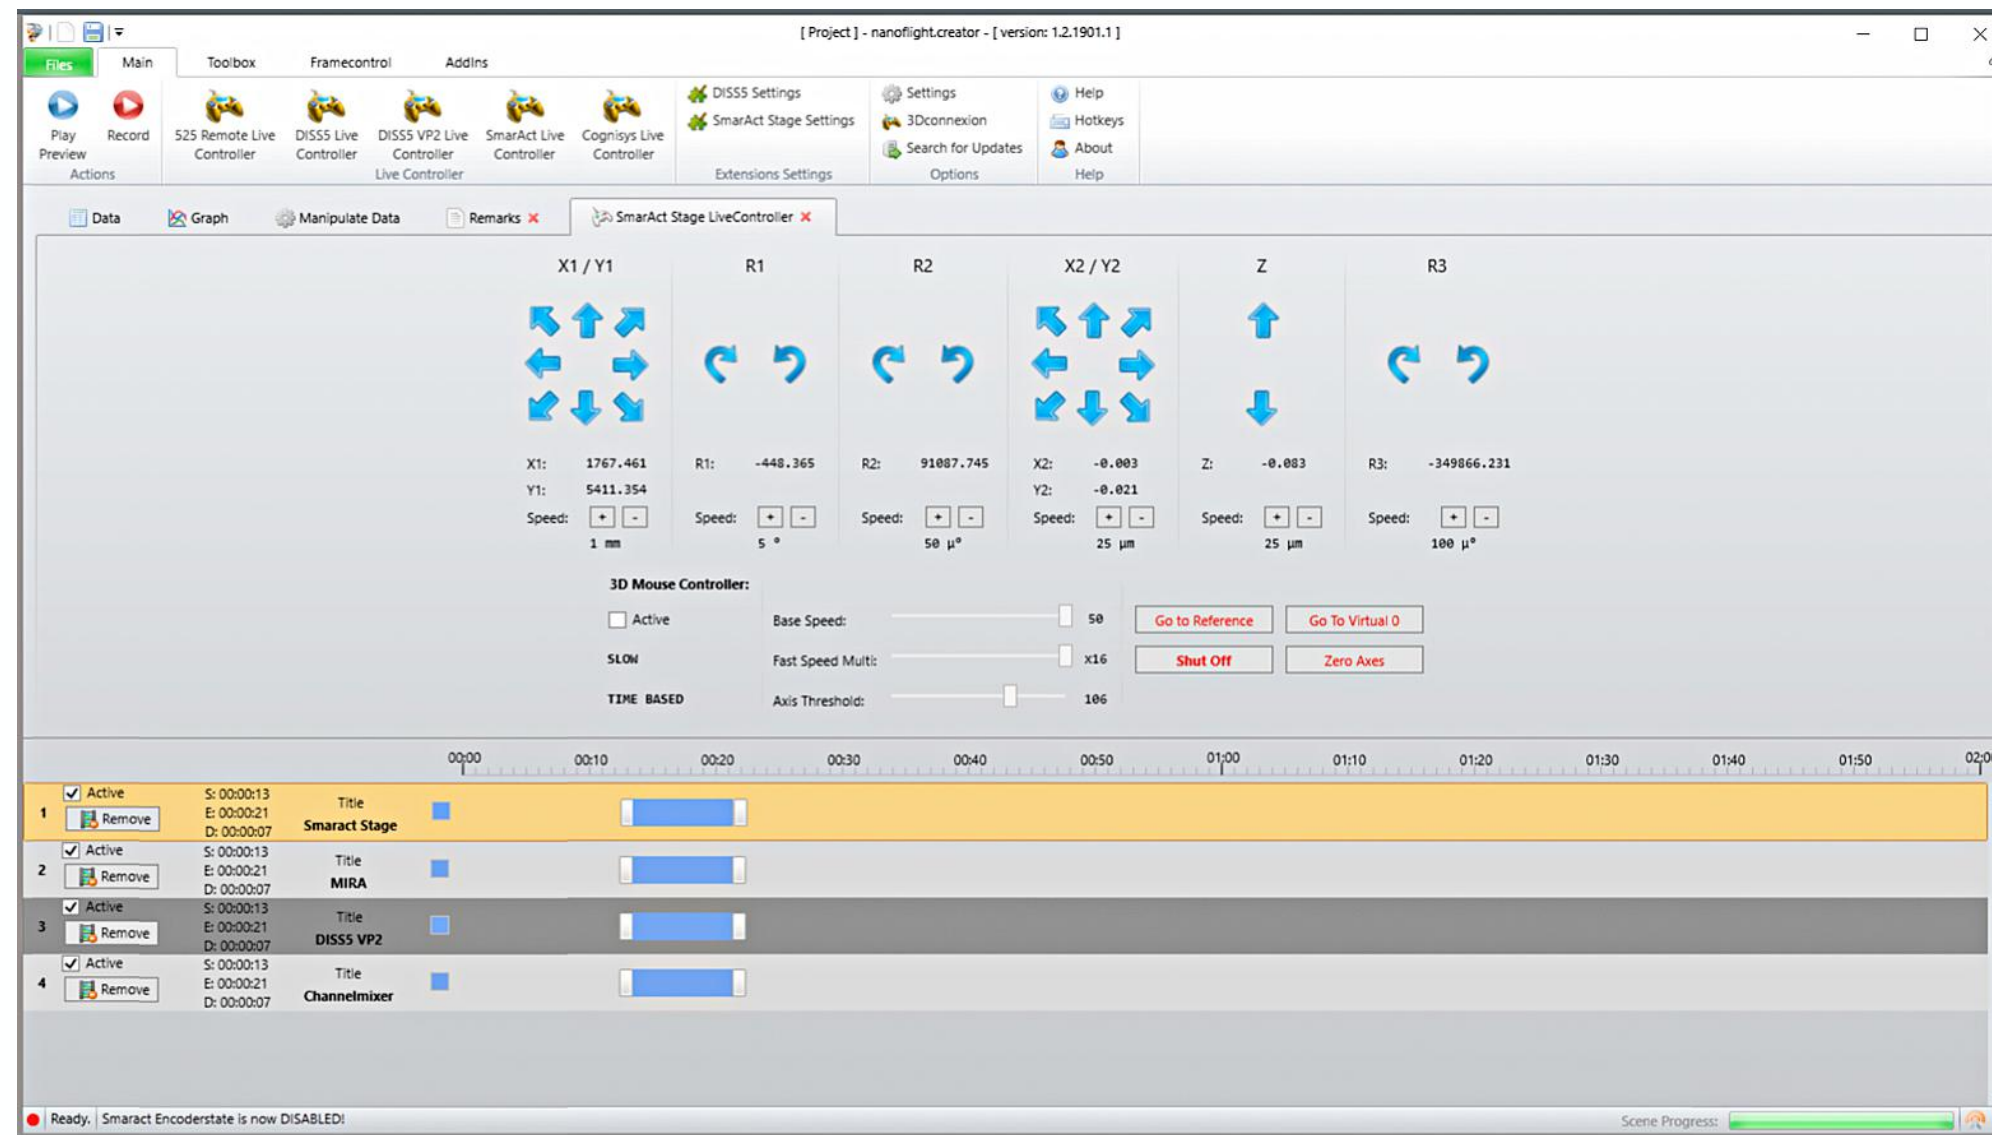 [ Project ] - nanoflight.creator - [ version: 1.2.1901.1 ]
Files Main Toolbox Framecontrol AddIns
Play Preview
Record
525 Remote Live Controller
DISS5 Live Controller
DISS5 VP2 Live Controller
SmarAct Live Controller
Cognisys Live Controller
DISS5 Settings
SmarAct Stage Settings
Settings
3Dconnexion
Search for Updates
Help
Hotkeys
About
Actions Live Controller Extensions Settings Options Help
Data Graph Manipulate Data Remarks SmarAct Stage LiveController
X1 / Y1 R1 R2 X2 / Y2 Z R3
X1: 1767.461 R1: -448.365 R2: 91087.745 X2: -0.003 Z: -0.083 R3: -349866.231
Y1: 5411.354 Y2: -0.021
Speed: + - Speed: + - Speed: + - Speed: + - Speed: + - Speed: + -
1 mm 5 ° 50 µ° 25 µm 25 µm 100 µ°
3D Mouse Controller:
Active Base Speed: 50 Go to Reference Go To Virtual 0
SLOW Fast Speed Multi: x16 Shut Off Zero Axes
TIME BASED Axis Threshold: 106
00:00 00:10 00:20 00:30 00:40 00:50 01:00 01:10 01:20 01:30 01:40 01:50 02:0
1 Active Remove
S: 00:00:13
E: 00:00:21
D: 00:00:07
Title
Smaract Stage
2 Active Remove
S: 00:00:13
E: 00:00:21
D: 00:00:07
Title
MIRA
3 Active Remove
S: 00:00:13
E: 00:00:21
D: 00:00:07
Title
DISS5 VP2
4 Active Remove
S: 00:00:13
E: 00:00:21
D: 00:00:07
Title
Channelmixer
Ready. Smaract Encoderstate is now DISABLED! Scene Progress: